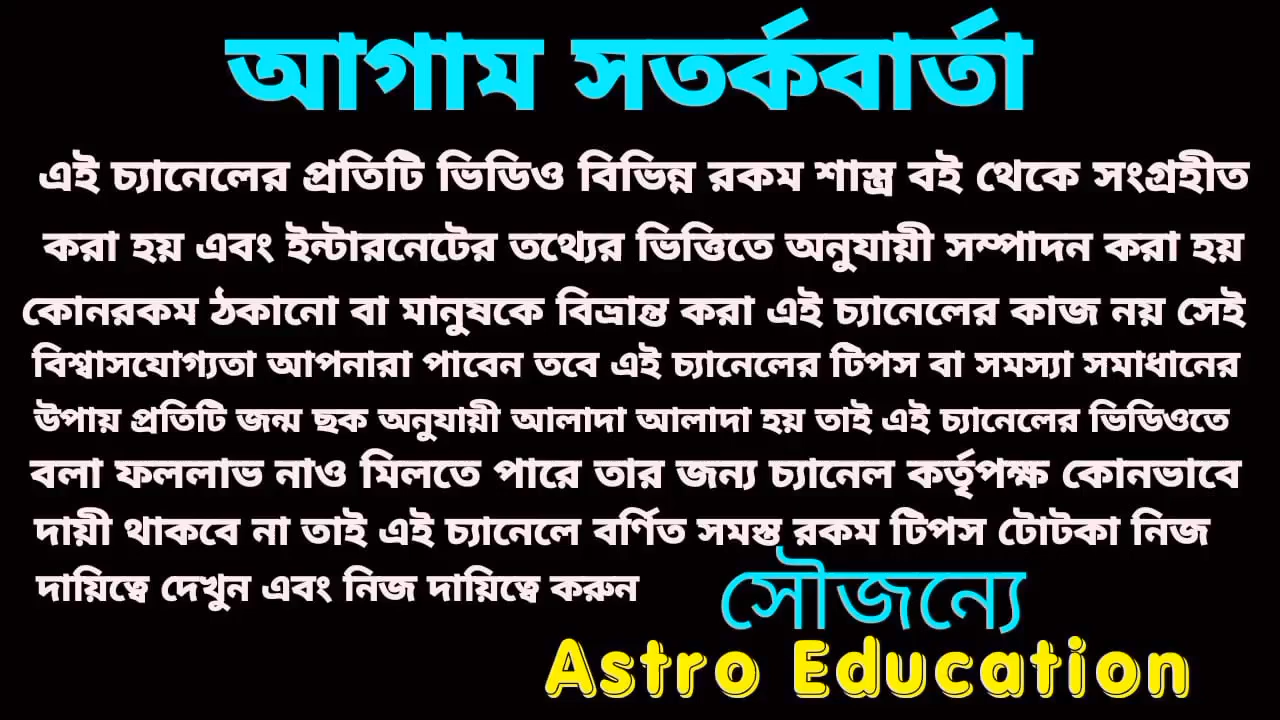 আগাম সতর্কবার্তা
এই চ্যানেলের প্রতিটি ভিডিও বিভিন্ন রকম শাস্ত্র বই থেকে সংগ্রহীত
করা হয় এবং ইন্টারনেটের তথ্যের ভিত্তিতে অনুযায়ী সম্পাদন করা হয়
কোনরকম ঠকানো বা মানুষকে বিভ্রান্ত করা এই চ্যানেলের কাজ নয় সেই
বিশ্বাসযোগ্যতা আপনারা পাবেন তবে এই চ্যানেলের টিপস বা সমস্যা সমাধানের
উপায় প্রতিটি জন্ম ছক অনুযায়ী আলাদা আলাদা হয় তাই এই চ্যানেলের ভিডিওতে
বলা ফললাভ নাও মিলতে পারে তার জন্য চ্যানেল কর্তৃপক্ষ কোনভাবে
দায়ী থাকবে না তাই এই চ্যানেলে বর্ণিত সমস্ত রকম টিপস টোটকা নিজ
দায়িত্বে দেখুন এবং নিজ দায়িত্বে করুন
সৌজন্যে
Astro Education